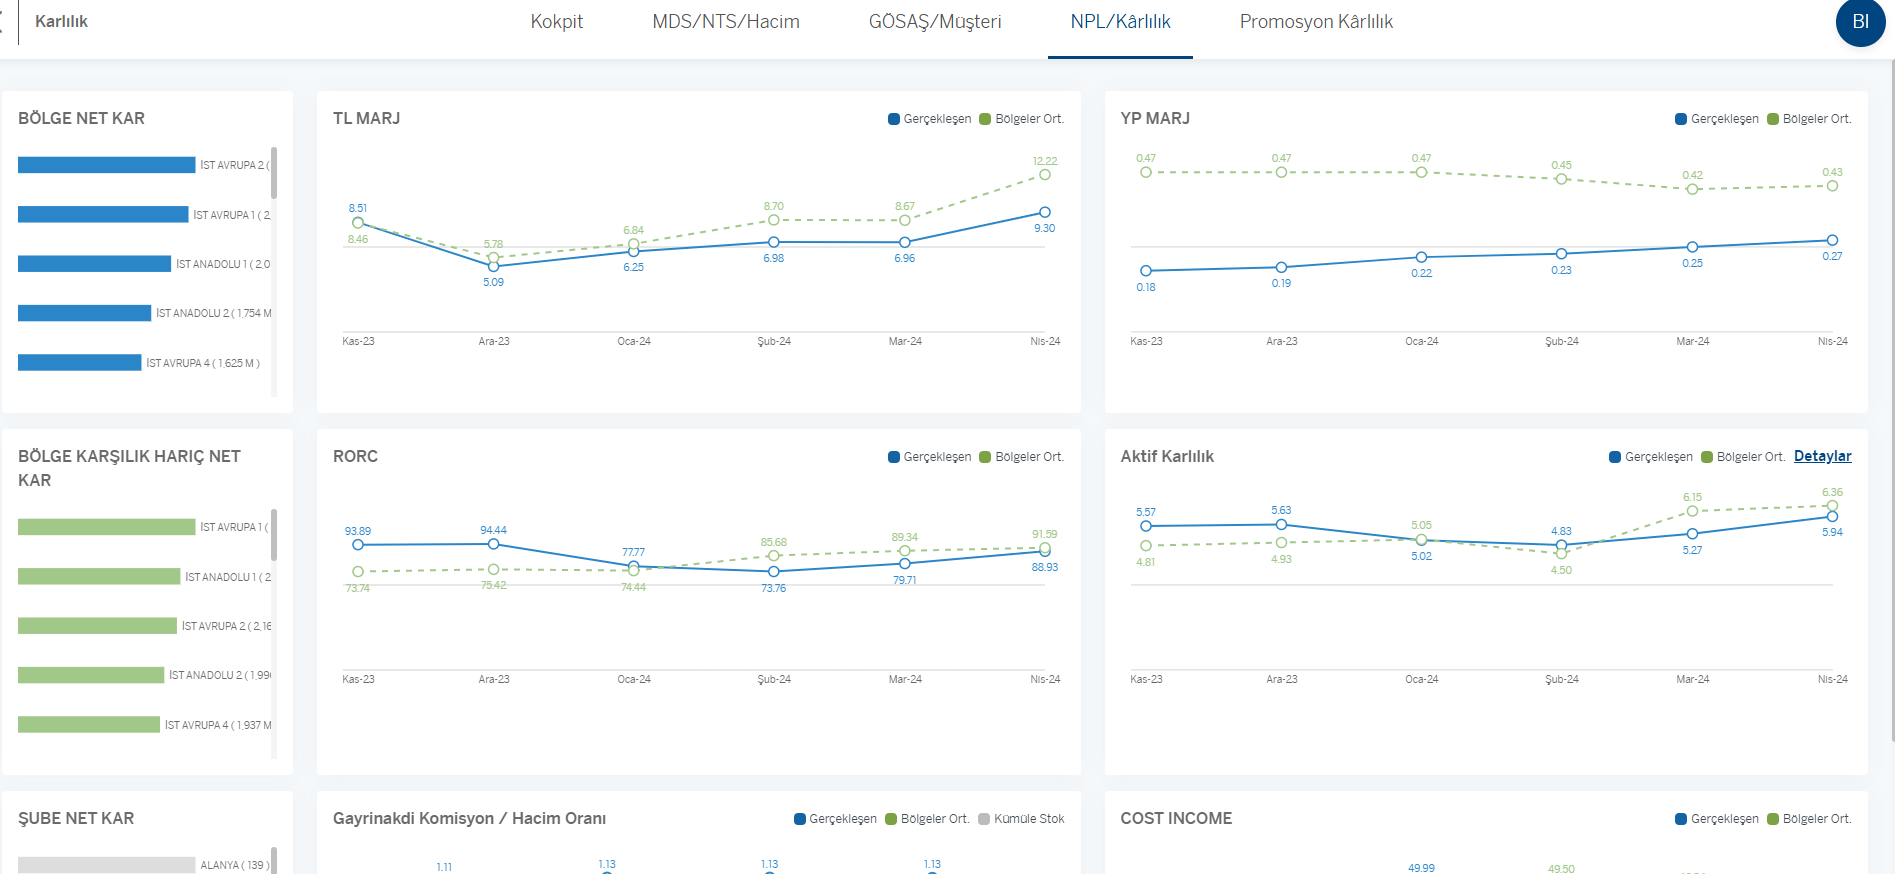 Karlılık
Kokpit
MDS/NTS/Hacim
GÖSAŞ/Müşteri
NPL/Kârlılık
Promosyon Kârlılık
BI
BÖLGE NET KAR
İST AVRUPA 2 (
İST AVRUPA 1 ( 2,
İST ANADOLU 1 ( 2,0
İST ANADOLU 2 ( 1,754 M
İST AVRUPA 4 ( 1,625 M )
TL MARJ
Gerçekleşen
Bölgeler Ort.
12.22
8.51
8.70
8.67
8.46
5.78
6.84
9.30
5.09
6.25
6.98
6.96
Kas-23
Ara-23
Oca-24
Şub-24
Mar-24
Nis-24
YP MARJ
Gerçekleşen
Bölgeler Ort.
0.47
0.47
0.47
0.45
0.42
0.43
0.18
0.19
0.22
0.23
0.25
0.27
Kas-23
Ara-23
Oca-24
Şub-24
Mar-24
Nis-24
BÖLGE KARŞILIK HARIÇ NET
KAR
İST AVRUPA 1 (
İST ANADOLU 1 ( 2
İST AVRUPA 2 ( 2,16
İST ANADOLU 2 ( 1,996
İST AVRUPA 4 ( 1,937 M
RORC
Gerçekleşen
Bölgeler Ort.
93.89
94.44
77.77
85.68
89.34
91.59
73.74
75.42
74.44
73.76
79.71
88.93
Kas-23
Ara-23
Oca-24
Şub-24
Mar-24
Nis-24
Aktif Karlılık
Gerçekleşen
Bölgeler Ort.
Detaylar
5.57
5.63
5.05
4.83
6.15
6.36
4.81
4.93
5.02
4.50
5.27
5.94
Kas-23
Ara-23
Oca-24
Şub-24
Mar-24
Nis-24
ŞUBE NET KAR
ALANYA ( 139 )
Gayrinakdi Komisyon / Hacim Oranı
Gerçekleşen
Bölgeler Ort.
Kümüle Stok
1.11
1.13
1.13
1.13
COST INCOME
Gerçekleşen
Bölgeler Ort.
49.99
49.50